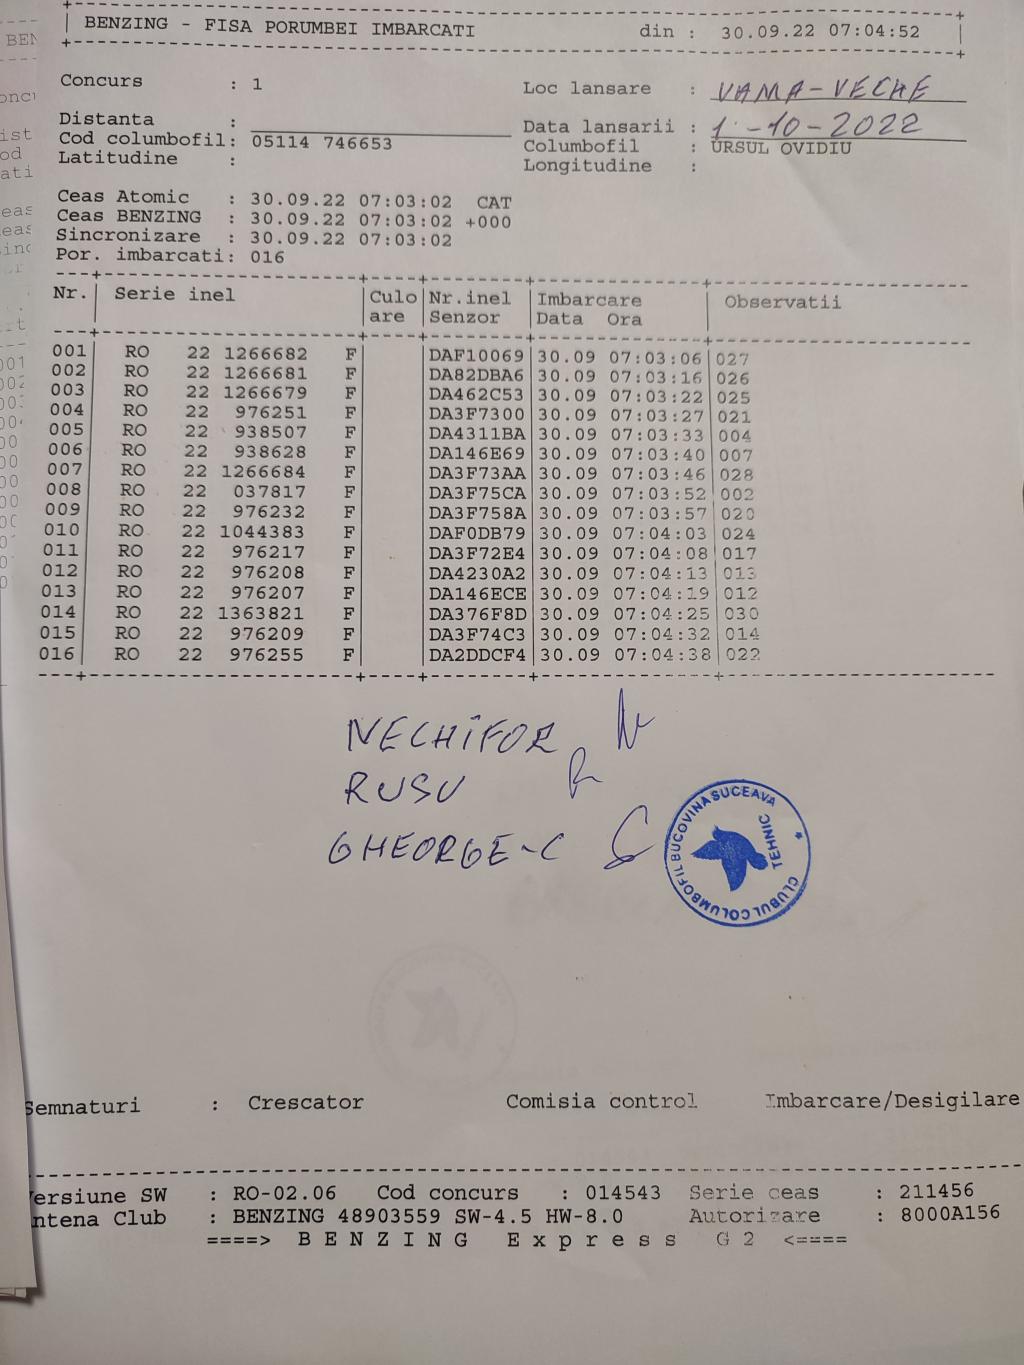 BENZING - FISA PORUMBEI IMBARCATI din : 30.09.22 07:04:52
Concurs : 1 Loc lansare : VAMA-VECHE
Distanta : Data lansarii : 1-10-2022
Cod columbofil: 05114 746653 Columbofil : URSUL OVIDIU
Latitudine : Longitudine :
Ceas Atomic : 30.09.22 07:03:02 CAT
Ceas BENZING : 30.09.22 07:03:02 +000
Sincronizare : 30.09.22 07:03:02
Por. imbarcati: 016
Nr. Serie inel Culo Nr.inel Imbarcare Observatii
are Senzor Data Ora
001 RO 22 1266682 F DAF10069 30.09 07:03:06 027
002 RO 22 1266681 F DA82DBA6 30.09 07:03:16 026
003 RO 22 1266679 F DA462C53 30.09 07:03:22 025
004 RO 22 976251 F DA3F7300 30.09 07:03:27 021
005 RO 22 938507 F DA4311BA 30.09 07:03:33 004
006 RO 22 938628 F DA146E69 30.09 07:03:40 007
007 RO 22 1266684 F DA3F73AA 30.09 07:03:46 028
008 RO 22 037817 F DA3F75CA 30.09 07:03:52 002
009 RO 22 976232 F DA3F758A 30.09 07:03:57 020
010 RO 22 1044383 F DAF0DB79 30.09 07:04:03 024
011 RO 22 976217 F DA3F72E4 30.09 07:04:08 017
012 RO 22 976208 F DA4230A2 30.09 07:04:13 013
013 RO 22 976207 F DA146ECE 30.09 07:04:19 012
014 RO 22 1363821 F DA376F8D 30.09 07:04:25 030
015 RO 22 976209 F DA3F74C3 30.09 07:04:32 014
016 RO 22 976255 F DA2DDCF4 30.09 07:04:38 022
NECHIFOR
RUSU
GHEORGE-C
CLUBUL COLUMBOFIL BUCOVINA SUCEAVA
TEHNIC
Semnaturi : Crescator Comisia control Imbarcare/Desigilare
Versiune SW : RO-02.06 Cod concurs : 014543 Serie ceas : 211456
Antena Club : BENZING 48903559 SW-4.5 HW-8.0 Autorizare : 8000A156
====> B E N Z I N G E x p r e s s G 2 <====